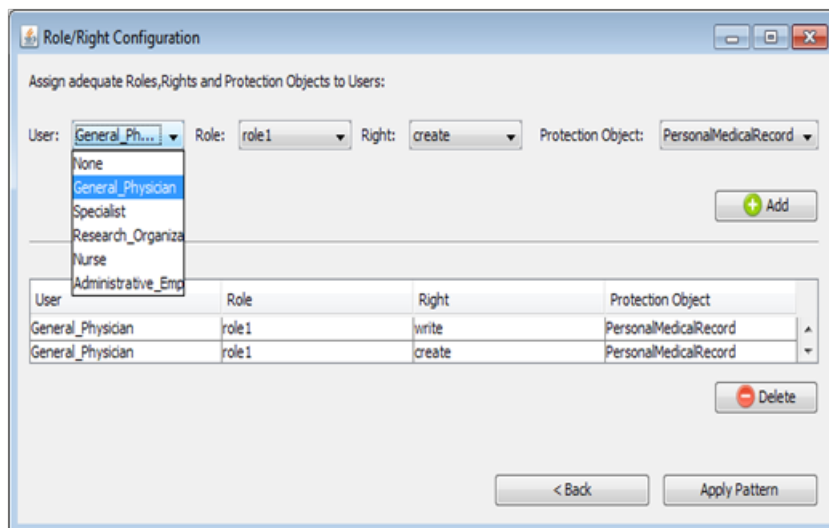 Role/Right Configuration
Assign adequate Roles,Rights and Protection Objects to Users:
User: General_Ph... Role: role1 Right: create Protection Object: PersonalMedicalRecord
None
General_Physician
Specialist
Research_Organiza
Nurse
Administrative_Emp
Add
User Role Right Protection Object
General_Physician role1 write PersonalMedicalRecord
General_Physician role1 create PersonalMedicalRecord
Delete
< Back Apply Pattern